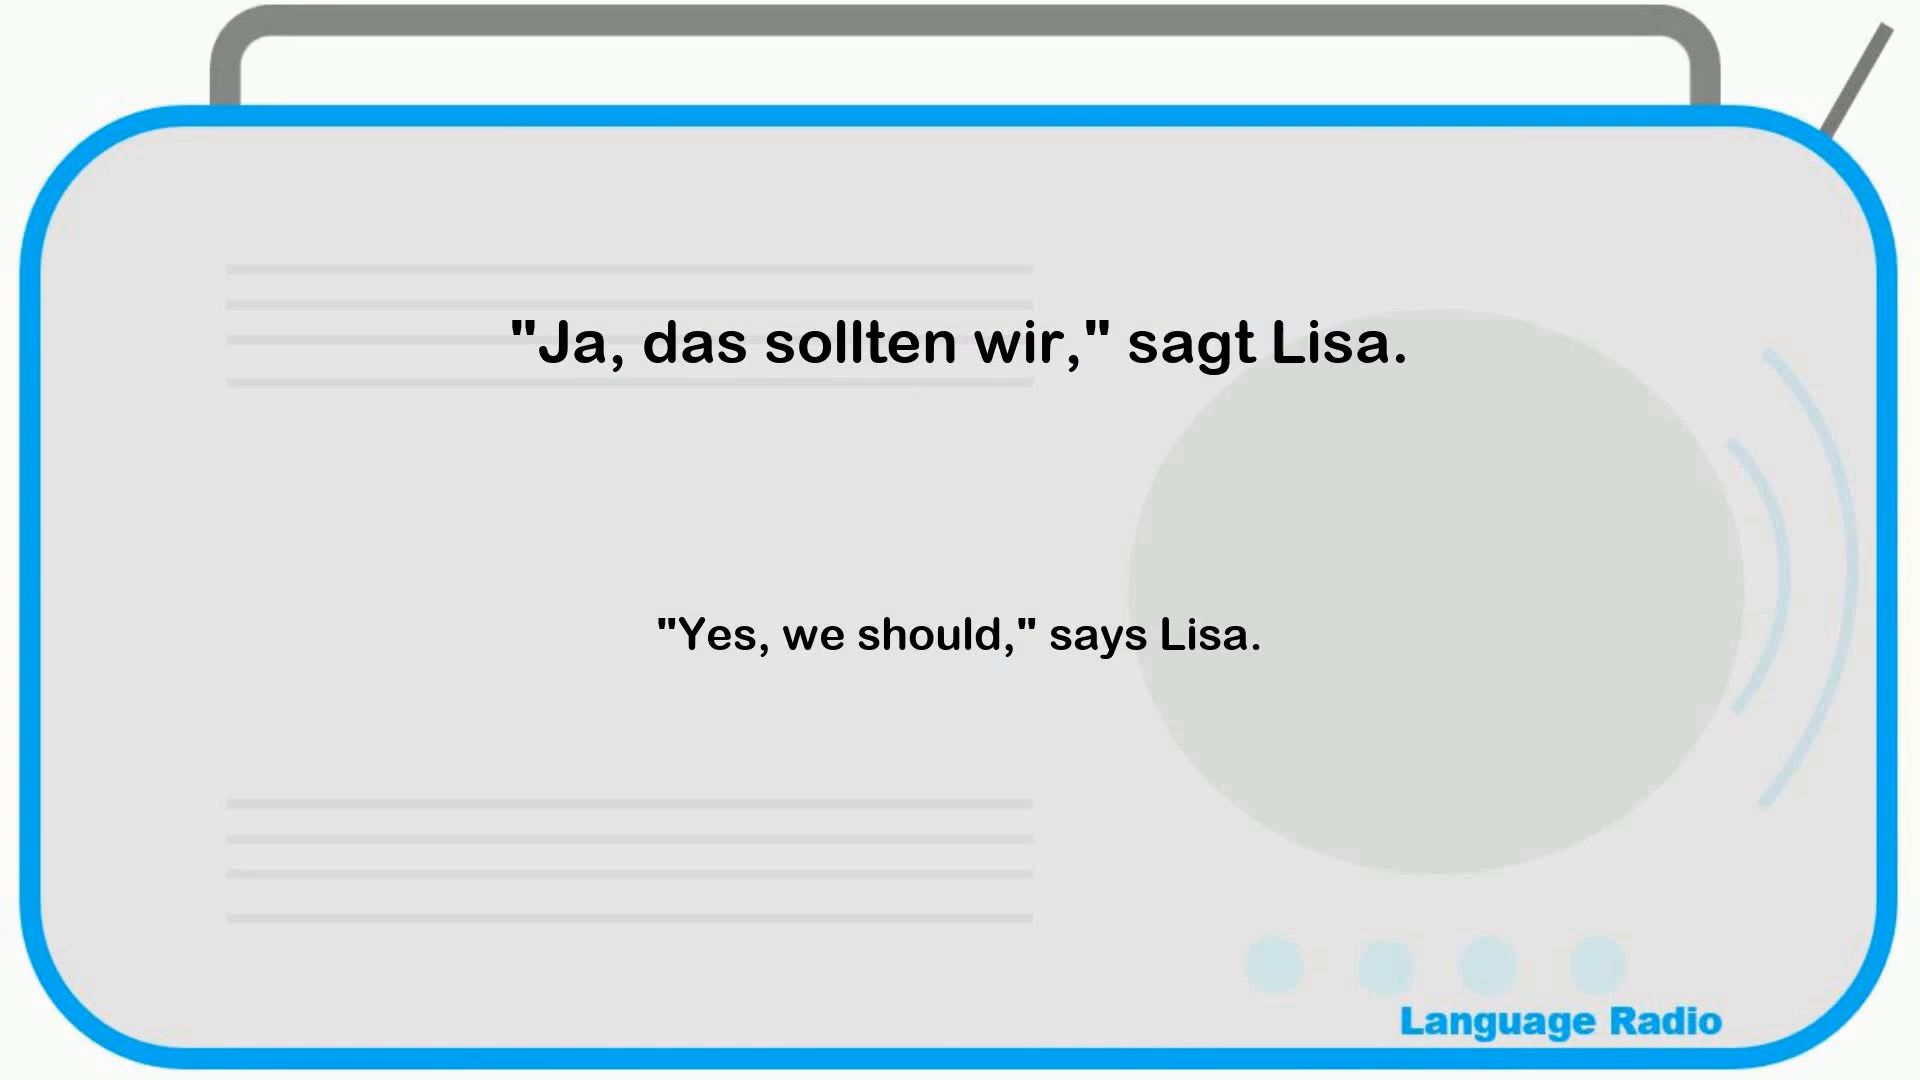 "Ja, das sollten wir," sagt Lisa.
"Yes, we should," says Lisa.
Language Radio